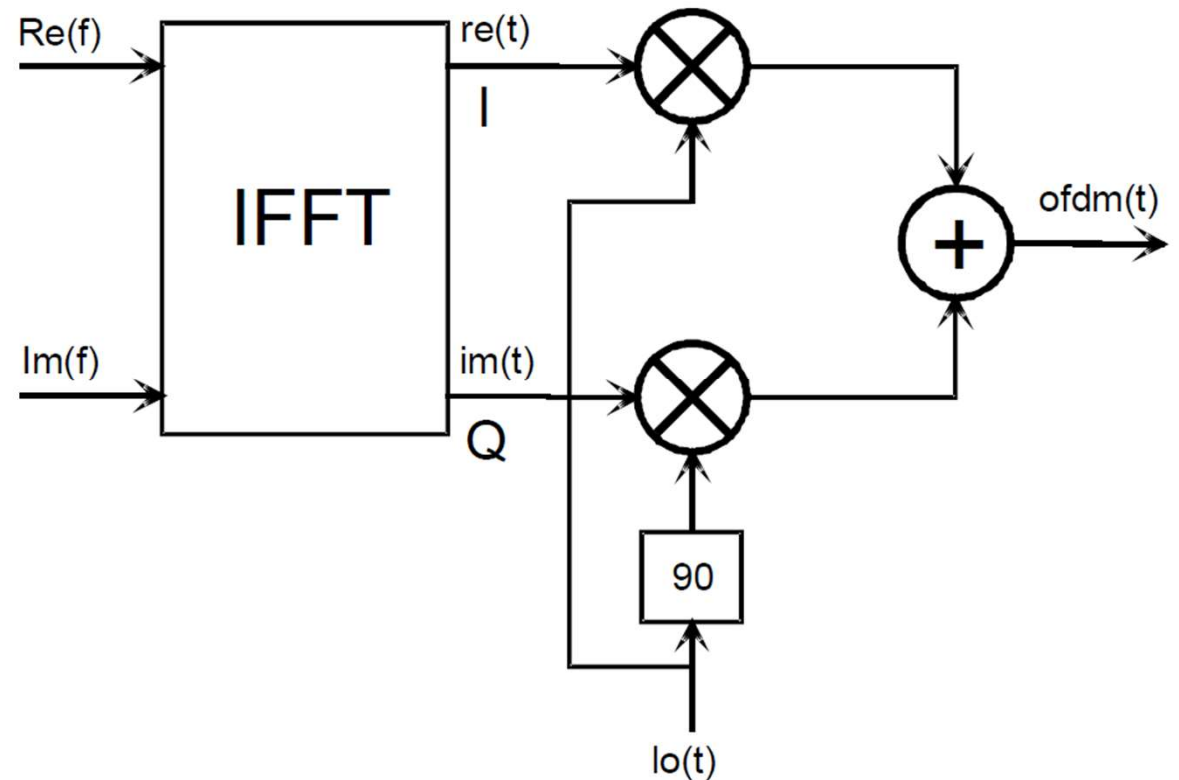 Re(f)
re(t)
I
IFFT
ofdm(t)
+
Im(f)
im(t)
Q
90
lo(t)